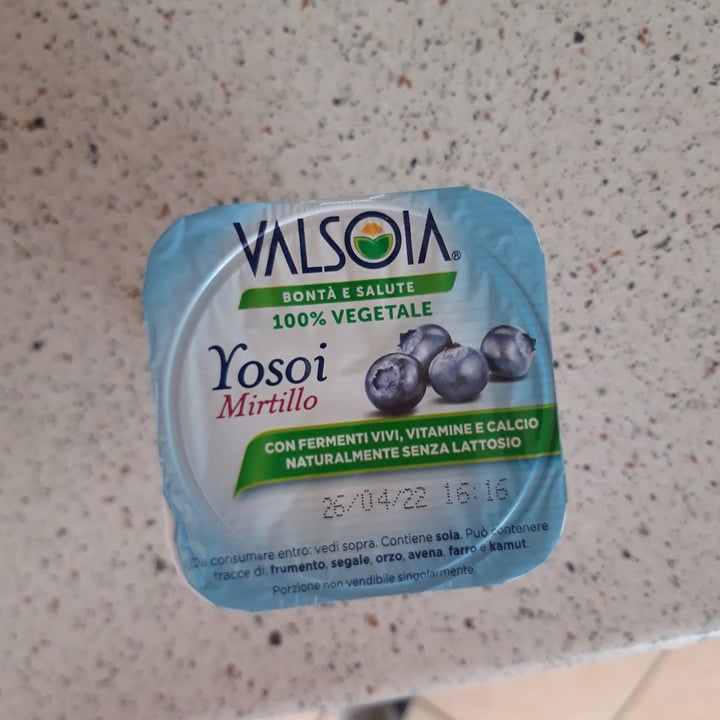 VALSOIA®
BONTÀ E SALUTE
100% VEGETALE
Yosoi
Mirtillo
CON FERMENTI VIVI, VITAMINE E CALCIO
NATURALMENTE SENZA LATTOSIO
26/04/22 16:16
Da consumare entro: vedi sopra. Contiene soia. Può contenere
tracce di: frumento, segale, orzo, avena, farro e kamut.
Porzione non vendibile singolarmente.